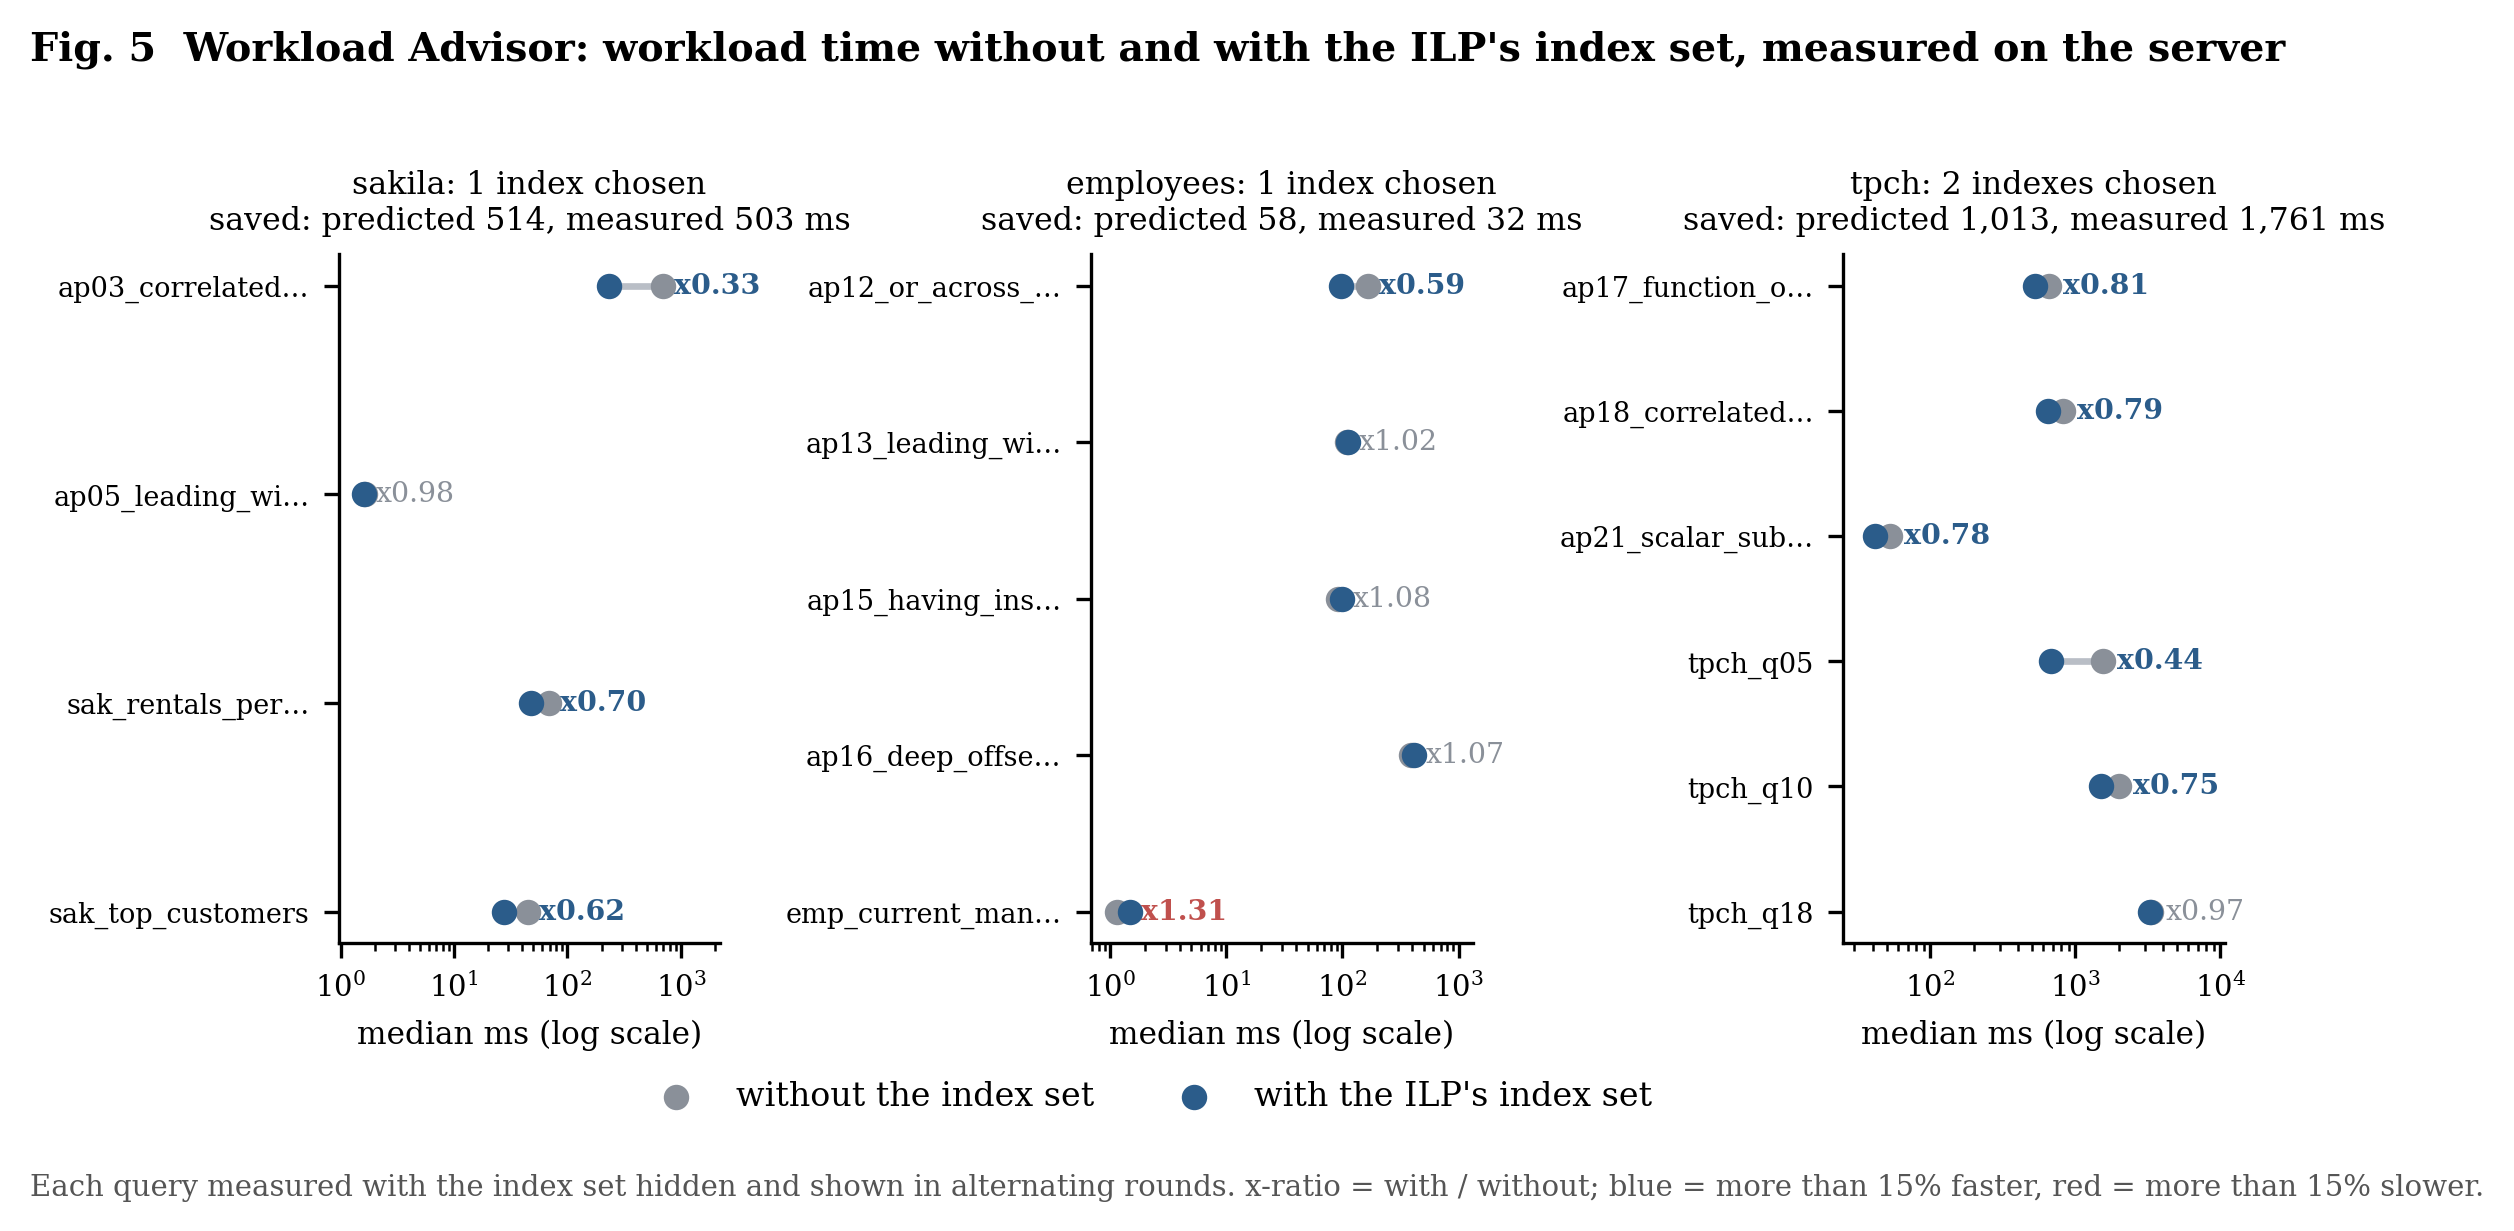 Fig. 5  Workload Advisor: workload time without and with the ILP's index set, measured on the server
sakila: 1 index chosen
saved: predicted 514, measured 503 ms
ap03_correlated…
x0.33
ap05_leading_wi…
x0.98
sak_rentals_per…
x0.70
sak_top_customers
x0.62
10⁰ 10¹ 10² 10³
median ms (log scale)
employees: 1 index chosen
saved: predicted 58, measured 32 ms
ap12_or_across_…
x0.59
ap13_leading_wi…
x1.02
ap15_having_ins…
x1.08
ap16_deep_offse…
x1.07
emp_current_man…
x1.31
10⁰ 10¹ 10² 10³
median ms (log scale)
tpch: 2 indexes chosen
saved: predicted 1,013, measured 1,761 ms
ap17_function_o…
x0.81
ap18_correlated…
x0.79
ap21_scalar_sub…
x0.78
tpch_q05
x0.44
tpch_q10
x0.75
tpch_q18
x0.97
10² 10³ 10⁴
median ms (log scale)
without the index set
with the ILP's index set
Each query measured with the index set hidden and shown in alternating rounds. x-ratio = with / without; blue = more than 15% faster, red = more than 15% slower.